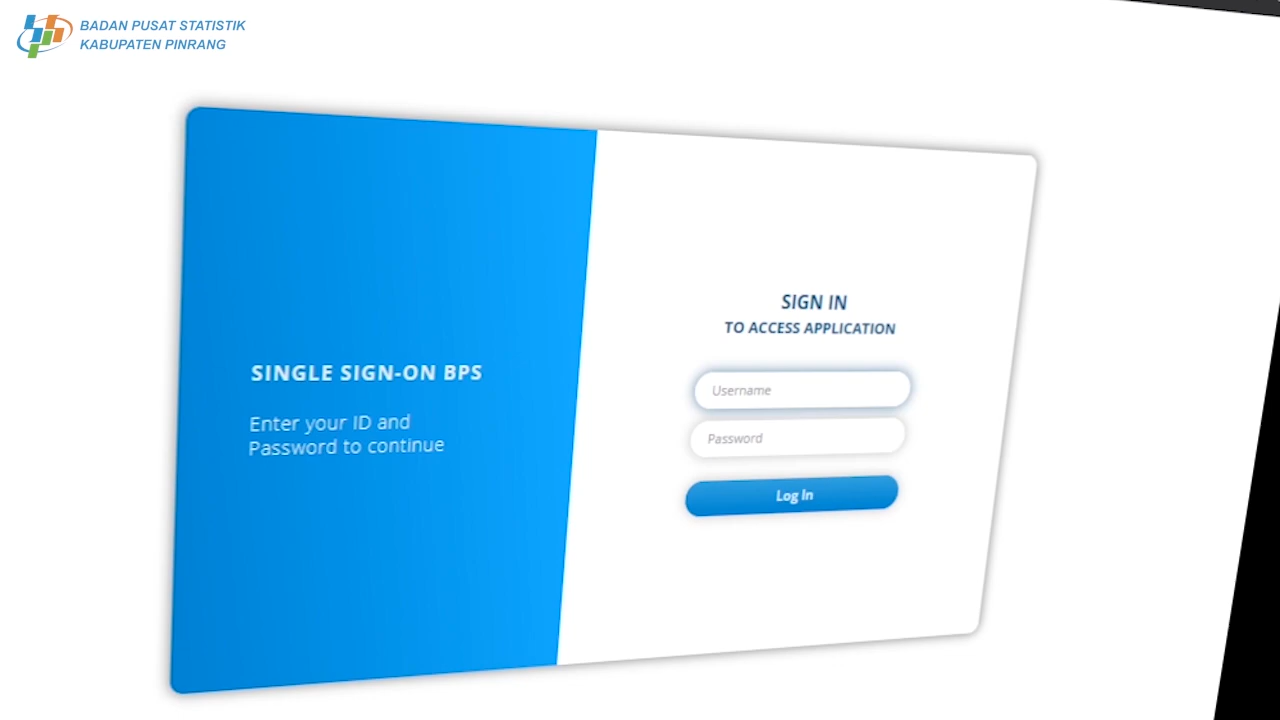 BADAN PUSAT STATISTIK
KABUPATEN PINRANG
SINGLE SIGN-ON BPS
Enter your ID and
Password to continue
SIGN IN
TO ACCESS APPLICATION
Username
Password
Log In